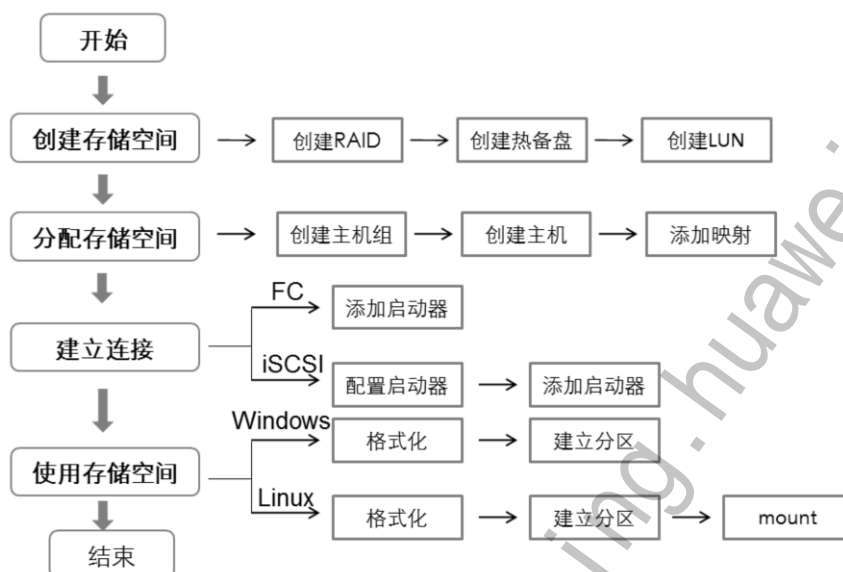 开始
创建存储空间
创建RAID
创建热备盘
创建LUN
分配存储空间
创建主机组
创建主机
添加映射
建立连接
FC
添加启动器
iSCSI
配置启动器
添加启动器
使用存储空间
Windows
格式化
建立分区
Linux
格式化
建立分区
mount
结束
ing.huawei.